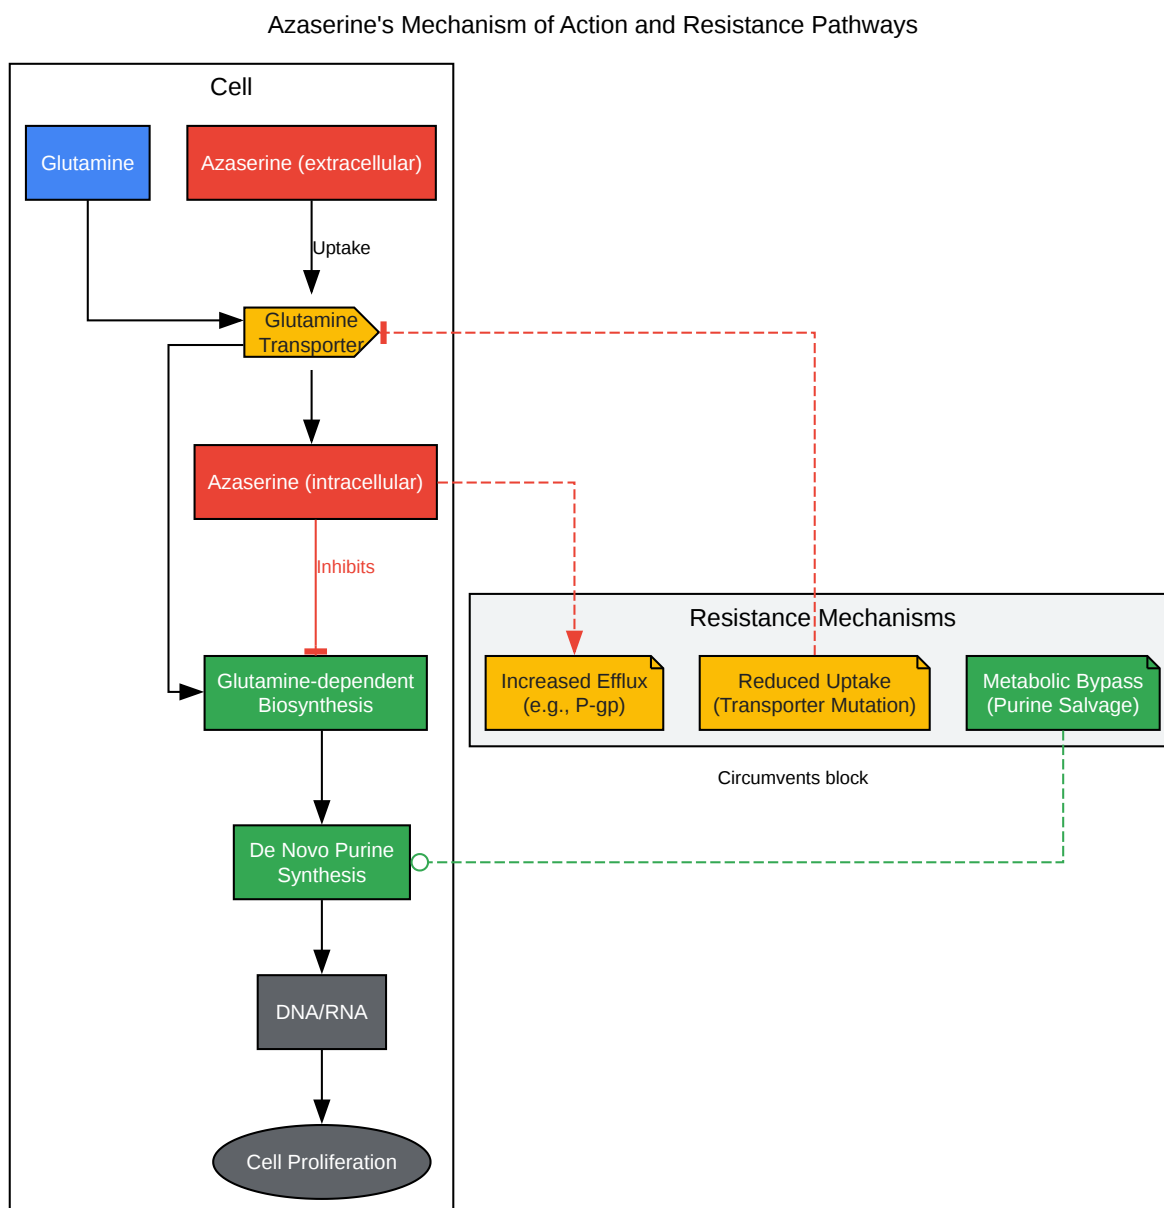 Azaserine's Mechanism of Action and Resistance Pathways
Cell
Glutamine
Azaserine (extracellular)
Uptake
Glutamine
Transporter
Azaserine (intracellular)
Inhibits
Resistance Mechanisms
Glutamine-dependent
Biosynthesis
Increased Efflux
(e.g., P-gp)
Reduced Uptake
(Transporter Mutation)
Metabolic Bypass
(Purine Salvage)
Circumvents block
De Novo Purine
Synthesis
DNA/RNA
Cell Proliferation